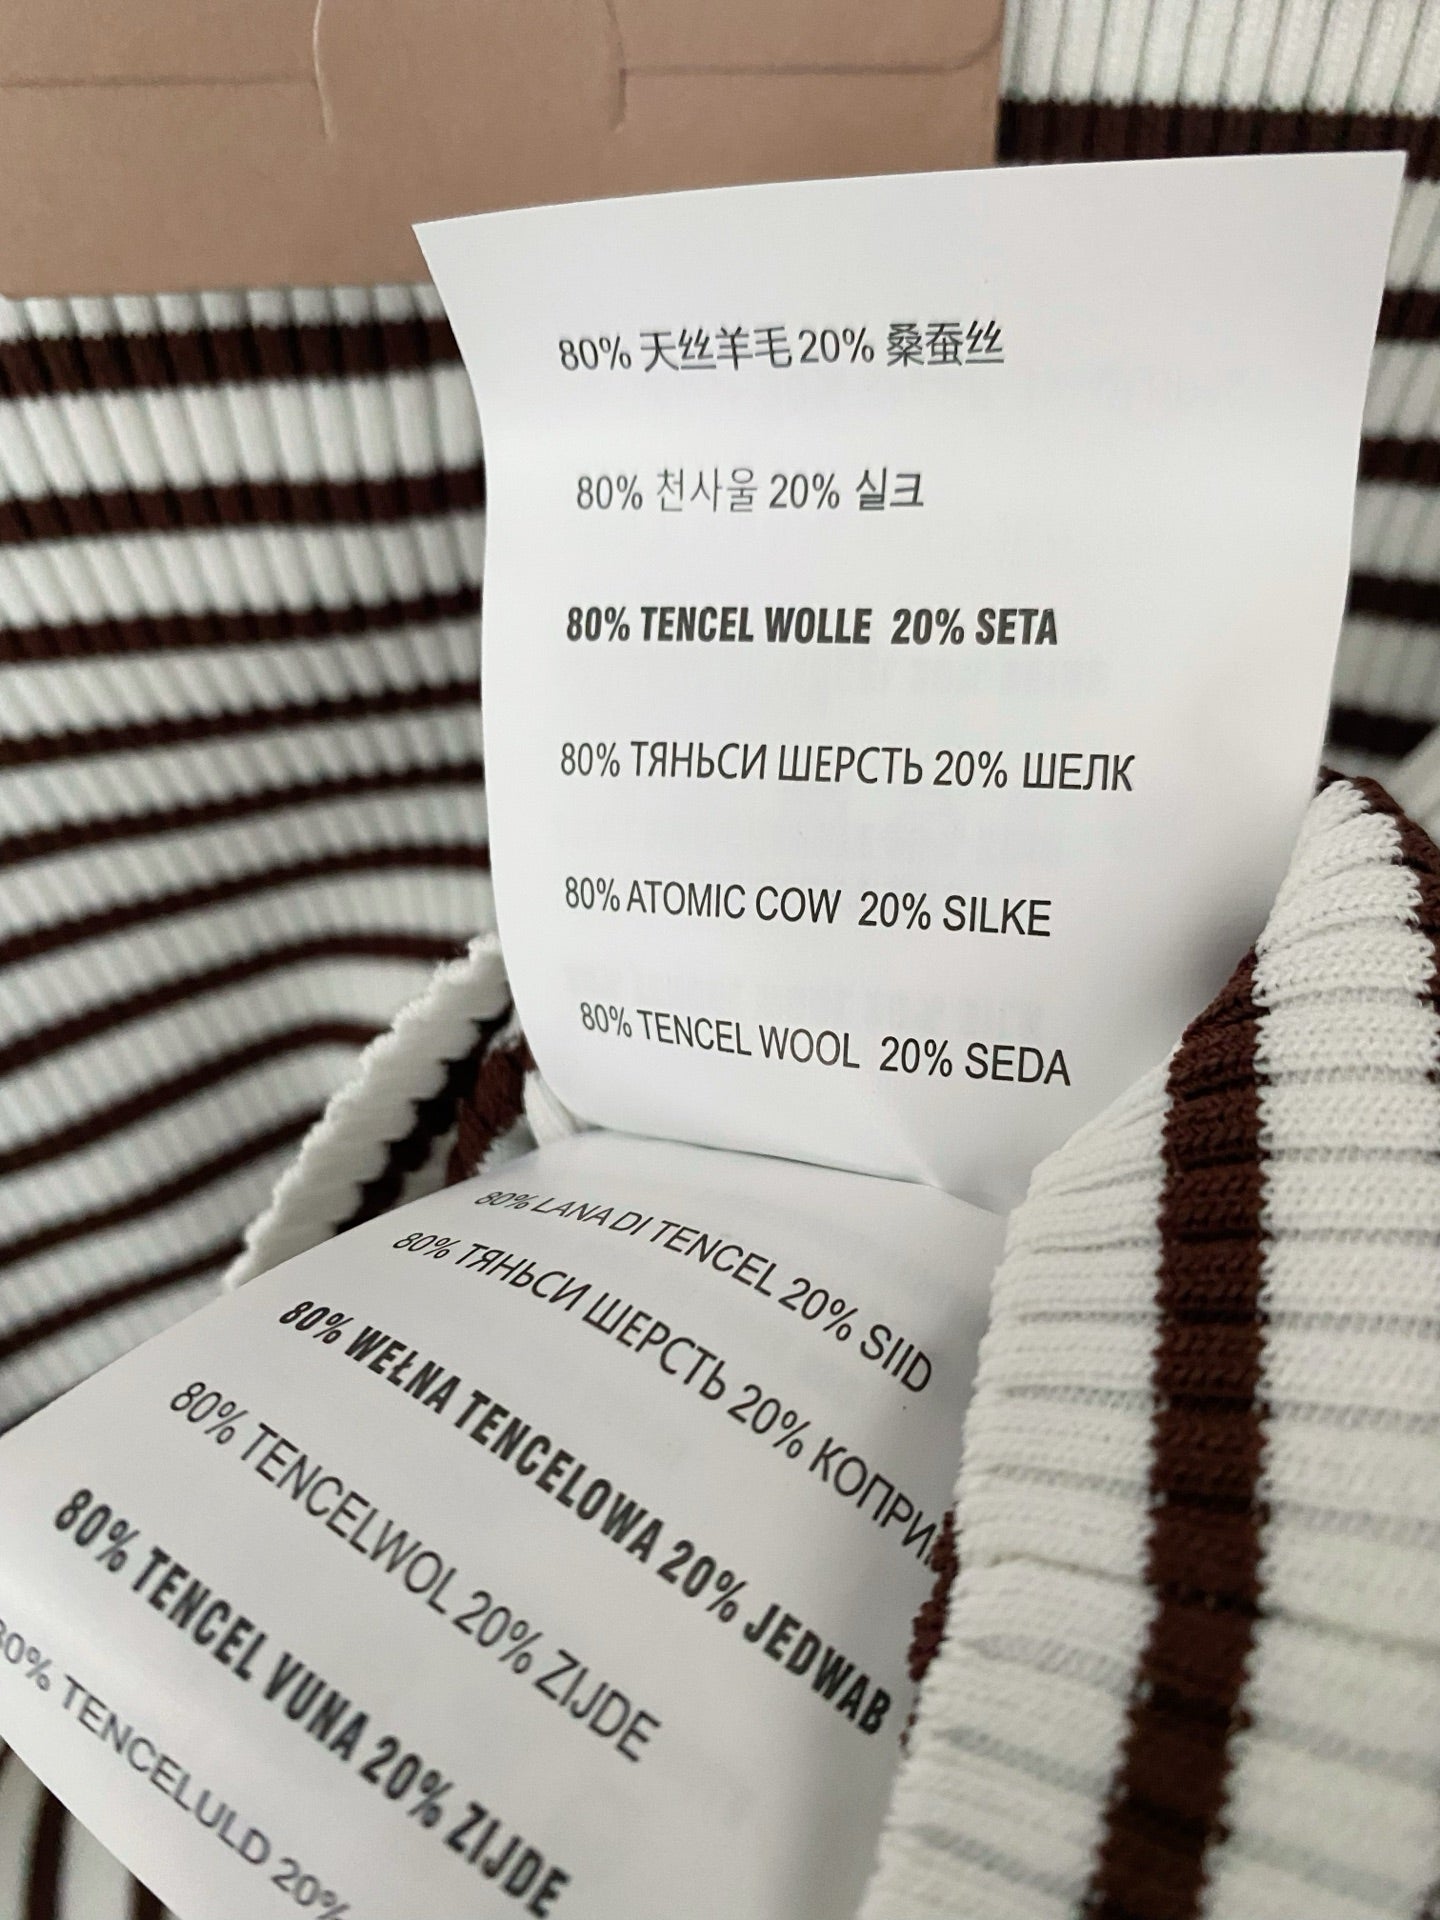 80% 天丝羊毛 20% 桑蚕丝
80% 천사울 20% 실크
80% TENCEL WOLLE 20% SETA
80% ТЯНЬСИ ШЕРСТЬ 20% ШЕЛК
80% ATOMIC COW 20% SILKE
80% TENCEL WOOL 20% SEDA
80% LANA DI TENCEL 20% SIID
80% ТЯНЬСИ ШЕРСТЬ 20%
80% WEŁNA TENCELOWA 20% JEDWAB
80% TENCELWOL 20% ZIJDE
80% TENCEL VUNA 20% ZIJDE
80% TENCELULD 20%